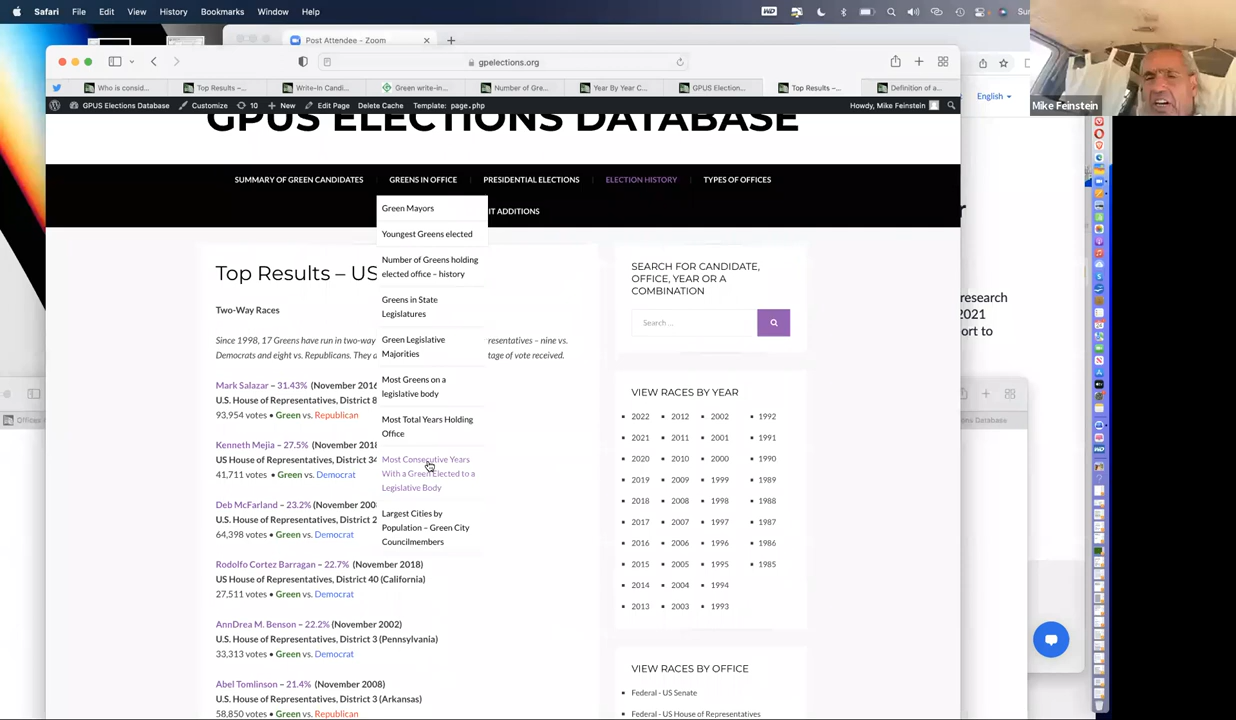 Safari File Edit View History Bookmarks Window Help
WD
Post Attendee - Zoom
gpelections.org
Who is consid...
Top Results –...
Write-In Candi...
Green write-in...
Number of Gre...
Year By Year C...
GPUS Election...
Top Results –...
Definition of a...
GPUS Elections Database Customize 10 New Edit Page Delete Cache Template: page.php Howdy, Mike Feinstein
English
Mike Feinstein
GPUS ELECTIONS DATABASE
SUMMARY OF GREEN CANDIDATES GREENS IN OFFICE PRESIDENTIAL ELECTIONS ELECTION HISTORY TYPES OF OFFICES
IT ADDITIONS
Green Mayors
Youngest Greens elected
Number of Greens holding
elected office – history
Greens in State
Legislatures
Green Legislative
Majorities
Most Greens on a
legislative body
Most Total Years Holding
Office
Most Consecutive Years
With a Green Elected to a
Legislative Body
Largest Cities by
Population – Green City
Councilmembers
Top Results – US
Two-Way Races
Since 1998, 17 Greens have run in two-way
resentatives – nine vs.
Democrats and eight vs. Republicans. They a
tage of vote received.
Mark Salazar – 31.43% (November 2016
U.S. House of Representatives, District 8
93,954 votes • Green vs. Republican
Kenneth Mejia – 27.5% (November 2018
US House of Representatives, District 34
41,711 votes • Green vs. Democrat
Deb McFarland – 23.2% (November 200
U.S. House of Representatives, District 2
64,398 votes • Green vs. Democrat
Rodolfo Cortez Barragan – 22.7% (November 2018)
US House of Representatives, District 40 (California)
27,511 votes • Green vs. Democrat
AnnDrea M. Benson – 22.2% (November 2002)
U.S. House of Representatives, District 3 (Pennsylvania)
33,313 votes • Green vs. Democrat
Abel Tomlinson – 21.4% (November 2008)
U.S. House of Representatives, District 3 (Arkansas)
58,850 votes • Green vs. Republican
SEARCH FOR CANDIDATE,
OFFICE, YEAR OR A
COMBINATION
Search ...
VIEW RACES BY YEAR
2022 2012 2002 1992
2021 2011 2001 1991
2020 2010 2000 1990
2019 2009 1999 1989
2018 2008 1998 1988
2017 2007 1997 1987
2016 2006 1996 1986
2015 2005 1995 1985
2014 2004 1994
2013 2003 1993
VIEW RACES BY OFFICE
Federal - US Senate
Federal - US House of Representatives
r
research
2021
ort to